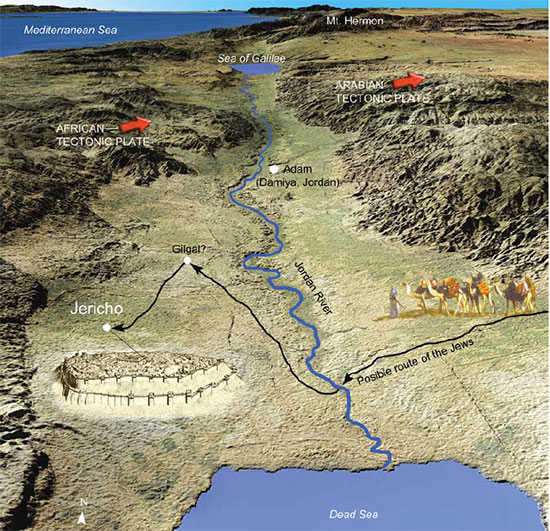 Mediterranean Sea
Mt. Hermon
Sea of Galilee
ARABIAN
TECTONIC PLATE
AFRICAN
TECTONIC PLATE
Adam
(Damiya, Jordan)
Gilgal?
Jordan River
Jericho
Posible route of the Jews
N
Dead Sea